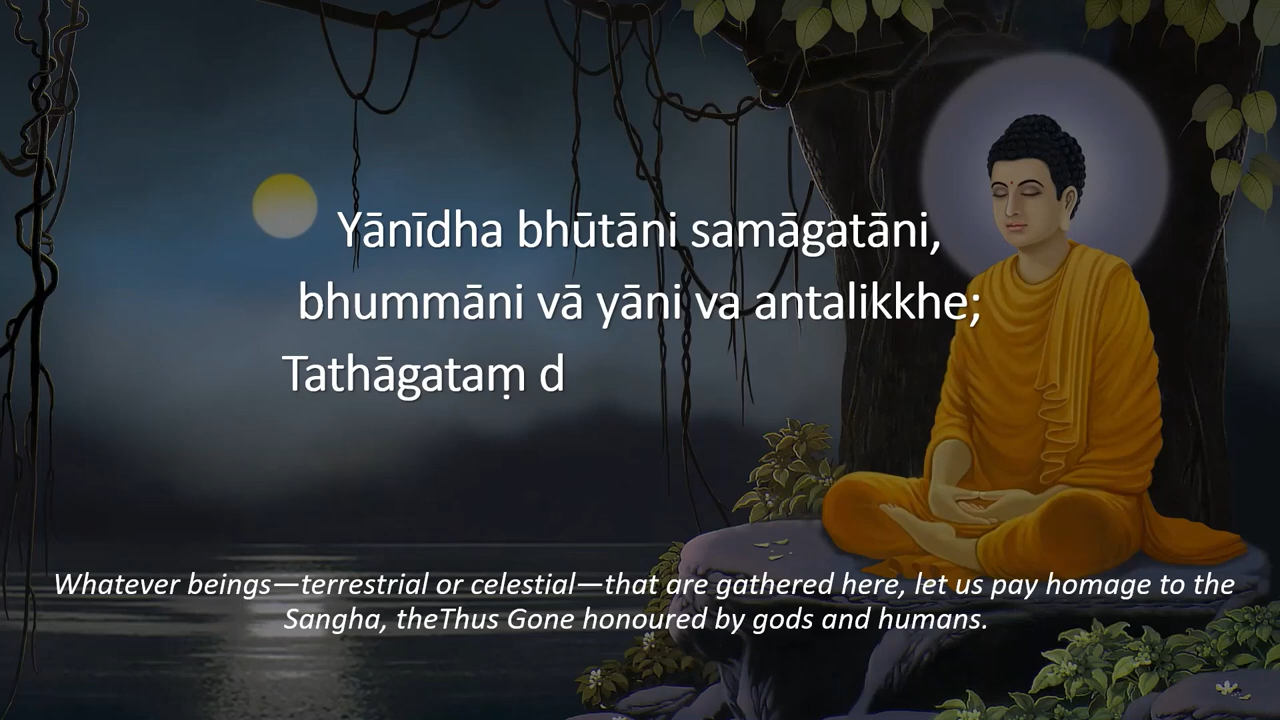 Yānīdha bhūtāni samāgatāni,
bhummāni vā yāni va antalikkhe;
Tathāgataṃ d
Whatever beings—terrestrial or celestial—that are gathered here, let us pay homage to the
Sangha, theThus Gone honoured by gods and humans.